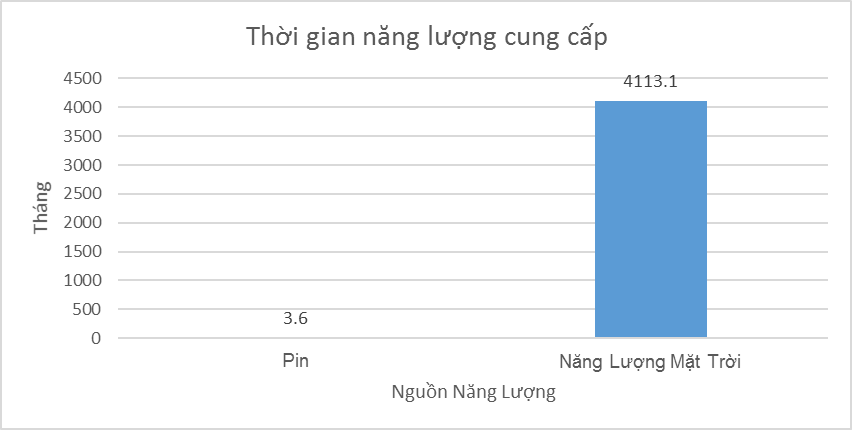 Thời gian năng lượng cung cấp
4500
4000
3500
3000
2500
2000
1500
1000
500
0
Tháng
4113.1
3.6
Pin
Năng Lượng Mặt Trời
Nguồn Năng Lượng